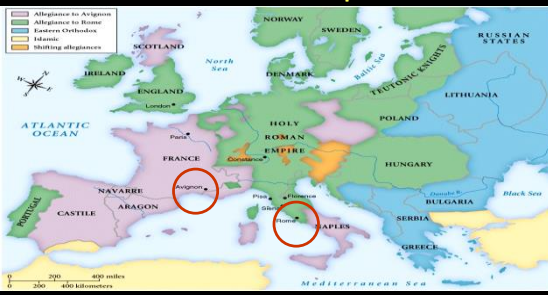 Allegiance to Avignon
Allegiance to Rome
Eastern Orthodox
Islamic
Shifting allegiances
NORWAY
SWEDEN
RUSSIAN
STATES
SCOTLAND
North
Sea
Baltic Sea
IRELAND
DENMARK
TEUTONIC KNIGHTS
ENGLAND
LITHUANIA
London
ATLANTIC
OCEAN
HOLY
ROMAN
EMPIRE
POLAND
Paris
FRANCE
Constance
HUNGARY
Avignon
NAVARRE
Pisa
Florence
Danube R.
Black Sea
PORTUGAL
CASTILE
ARAGON
Siena
Rome
NAPLES
BULGARIA
SERBIA
GREECE
0 200 400 miles
0 200 400 kilometers
Mediterranean Sea